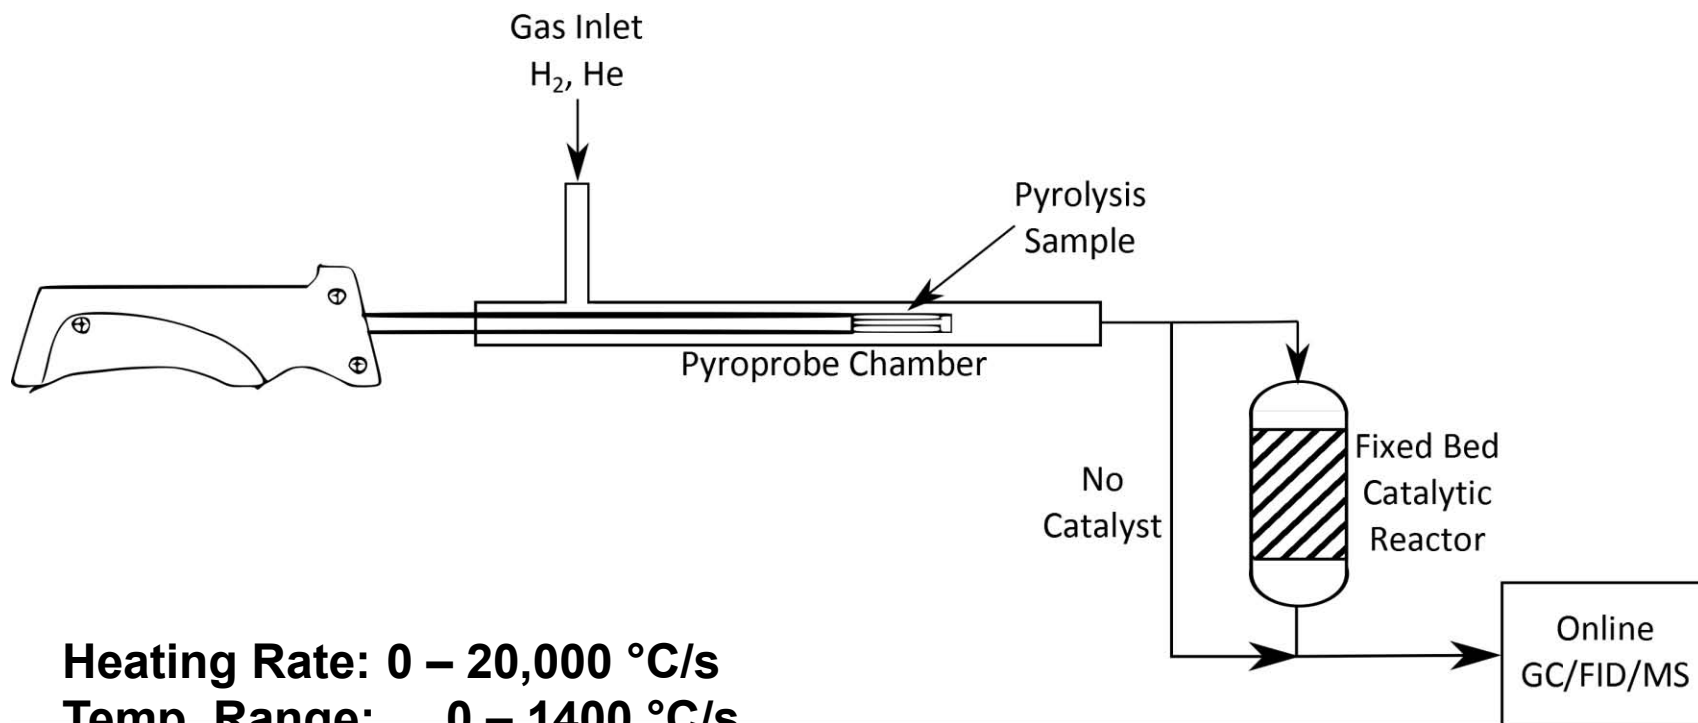 Gas Inlet
H₂, He
Pyrolysis
Sample
Pyroprobe Chamber
No
Catalyst
Fixed Bed
Catalytic
Reactor
Online
GC/FID/MS
Heating Rate: 0 – 20,000 °C/s
Temp. Range: 0 – 1400 °C/s